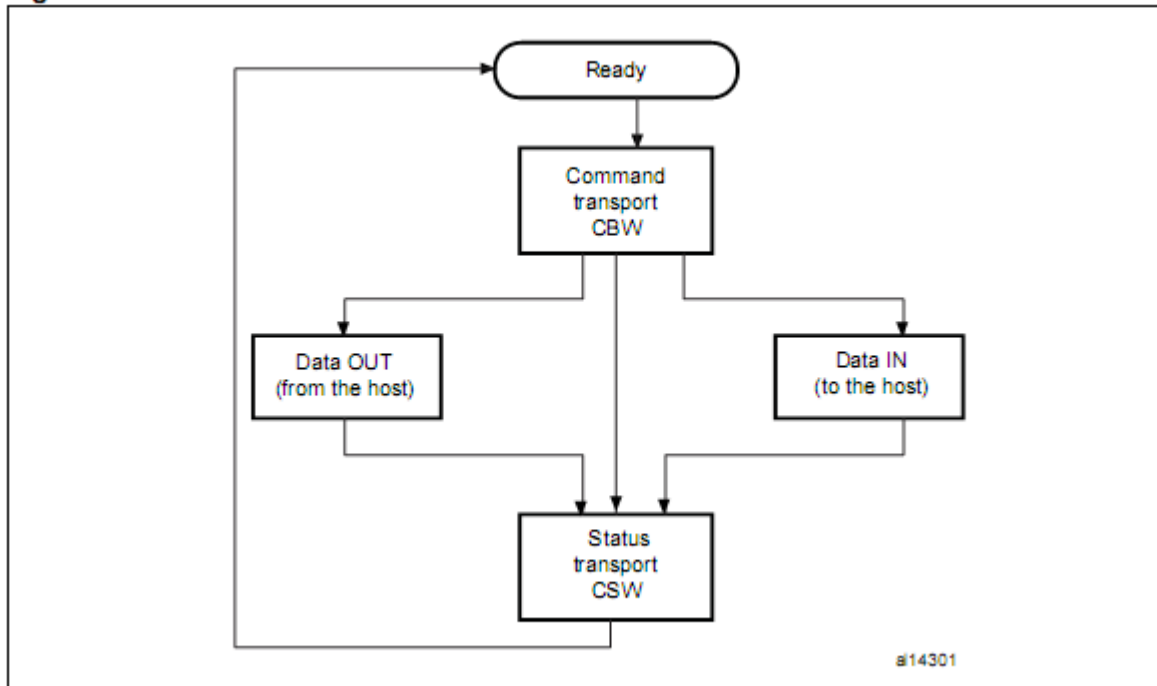 Ready
Command
transport
CBW
Data OUT
(from the host)
Data IN
(to the host)
Status
transport
CSW
ai14301